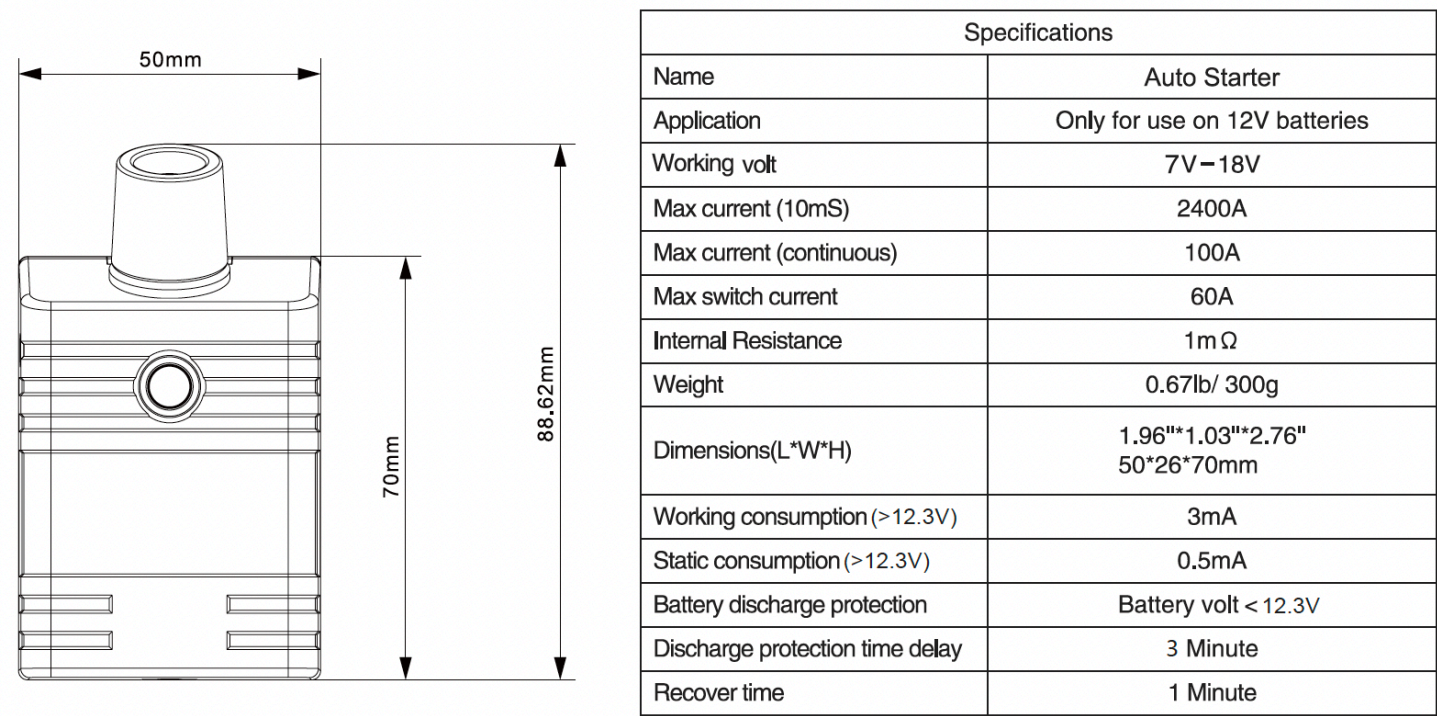 50mm
88.62mm
70mm
Specifications
Name Auto Starter
Application Only for use on 12V batteries
Working volt 7V-18V
Max current (10mS) 2400A
Max current (continuous) 100A
Max switch current 60A
Internal Resistance 1mΩ
Weight 0.67lb/ 300g
Dimensions(L*W*H) 1.96"*1.03"*2.76"
50*26*70mm
Working consumption(>12.3V) 3mA
Static consumption(>12.3V) 0.5mA
Battery discharge protection Battery volt <12.3V
Discharge protection time delay 3 Minute
Recover time 1 Minute